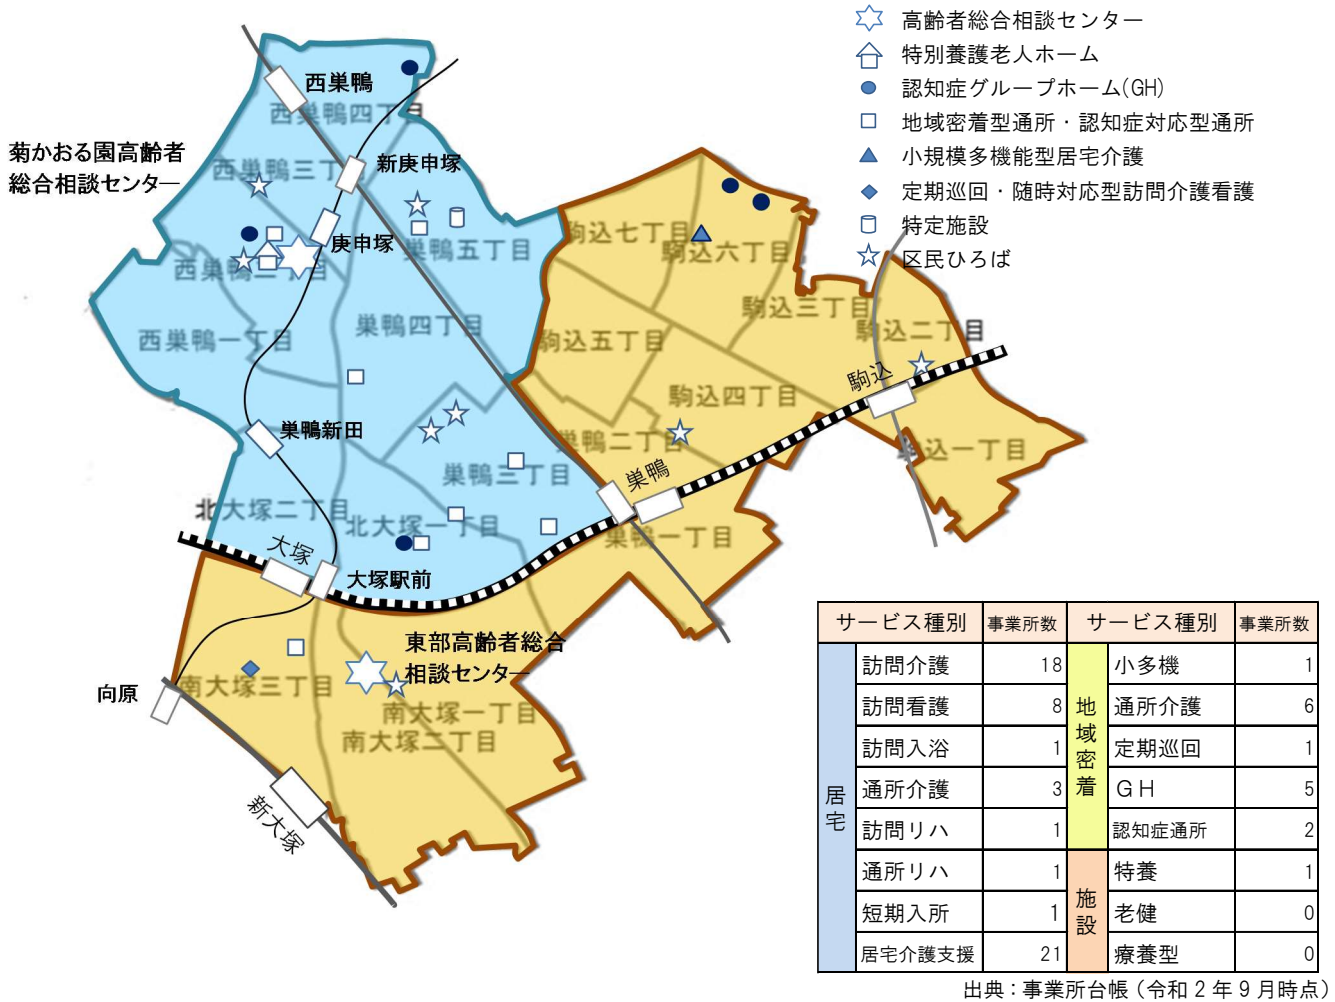 高齢者総合相談センター
特別養護老人ホーム
認知症グループホーム(GH)
地域密着型通所・認知症対応型通所
小規模多機能型居宅介護
定期巡回・随時対応型訪問介護看護
特定施設
区民ひろば
西巣鴨
西巣鴨四丁目
菊かおる園高齢者
総合相談センター
西巣鴨三丁
新庚申塚
庚申塚
巣鴨五丁目
西巣鴨二丁目
駒込七丁目
駒込六丁目
駒込三丁目
駒込二丁目
西巣鴨一丁目
巣鴨四丁目
駒込五丁目
駒込四丁目
駒込
巣鴨新田
巣鴨二丁目
駒込一丁目
巣鴨三丁目
巣鴨
北大塚二丁目
北大塚一丁目
巣鴨一丁目
大塚
大塚駅前
東部高齢者総合
相談センター
向原
南大塚三丁目
南大塚一丁目
南大塚二丁目
新大塚
サービス種別 事業所数 サービス種別 事業所数
居宅 訪問介護 18 地域密着 小多機 1
訪問看護 8 通所介護 6
訪問入浴 1 定期巡回 1
通所介護 3 GH 5
訪問リハ 1 認知症通所 2
通所リハ 1 施設 特養 1
短期入所 1 老健 0
居宅介護支援 21 療養型 0
出典：事業所台帳（令和２年９月時点）